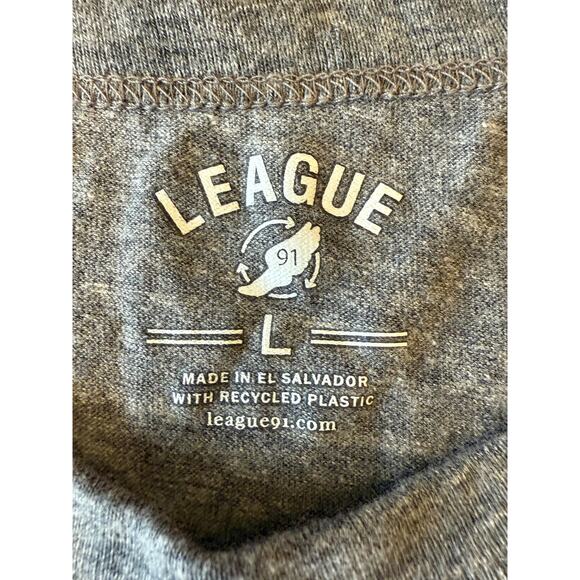 LEAGUE
91
L
MADE IN EL SALVADOR
WITH RECYCLED PLASTIC
league91.com